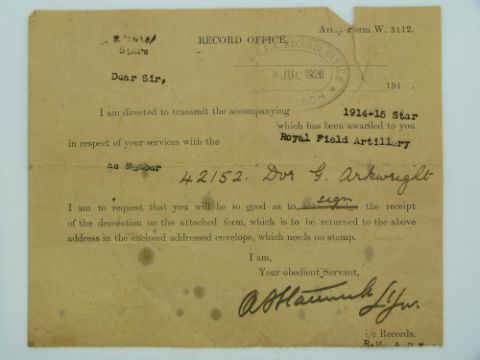 Army Form W. 5112.
Stars
RECORD OFFICE,
RECORDS OFFICE
8 JUL 1920
WOOLWICH
Dear Sir,
191
I am directed to transmit the accompanying 1914-15 Star
which has been awarded to you
in respect of your services with the Royal Field Artillery
as Number
42152. Dvr G. Arkwright
I am to request that you will be so good as to sign the receipt
of the decoration on the attached form, which is to be returned to the above
address in the enclosed addressed envelope, which needs no stamp.
I am,
Your obedient Servant,
i/c Records.